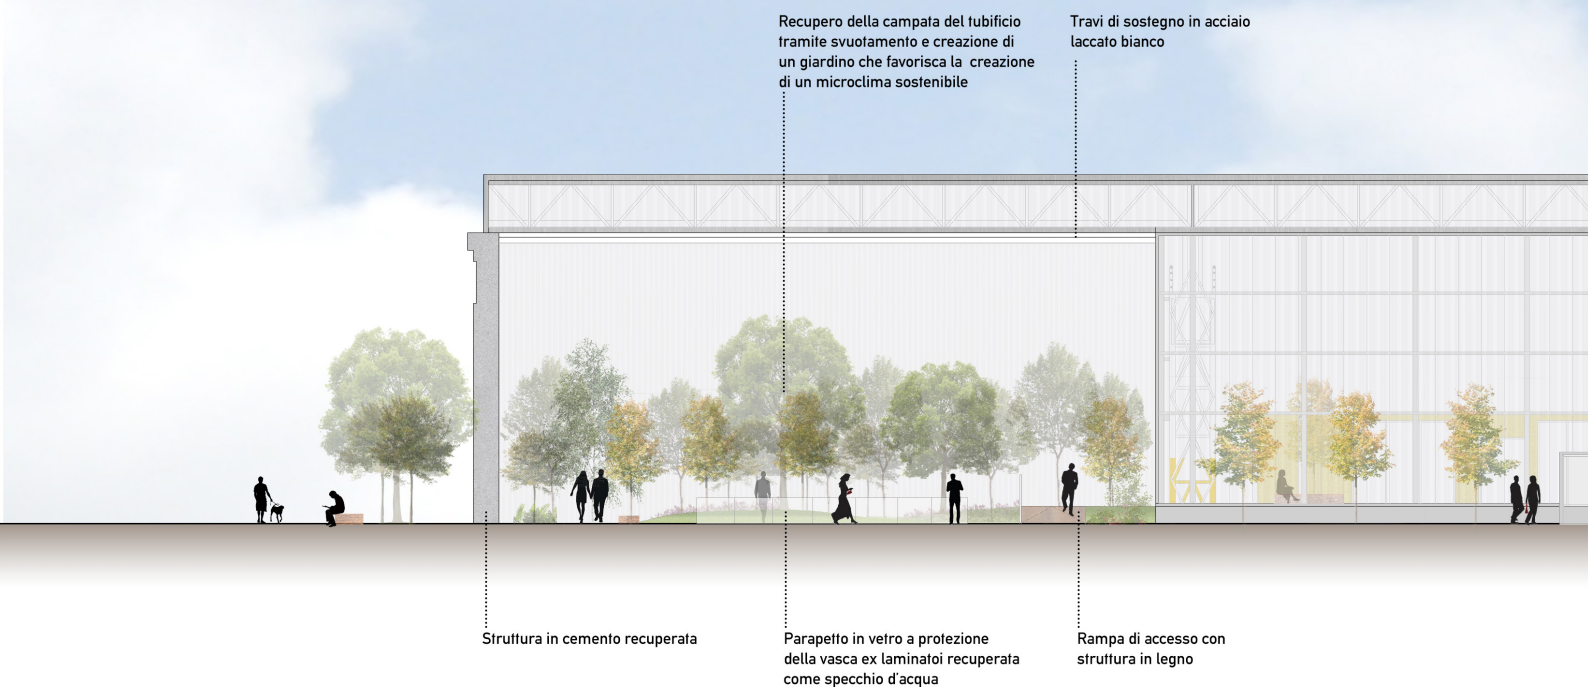 Recupero della campata del tubificio
tramite svuotamento e creazione di
un giardino che favorisca la creazione
di un microclima sostenibile
Travi di sostegno in acciaio
laccato bianco
Struttura in cemento recuperata
Parapetto in vetro a protezione
della vasca ex laminatoi recuperata
come specchio d'acqua
Rampa di accesso con
struttura in legno